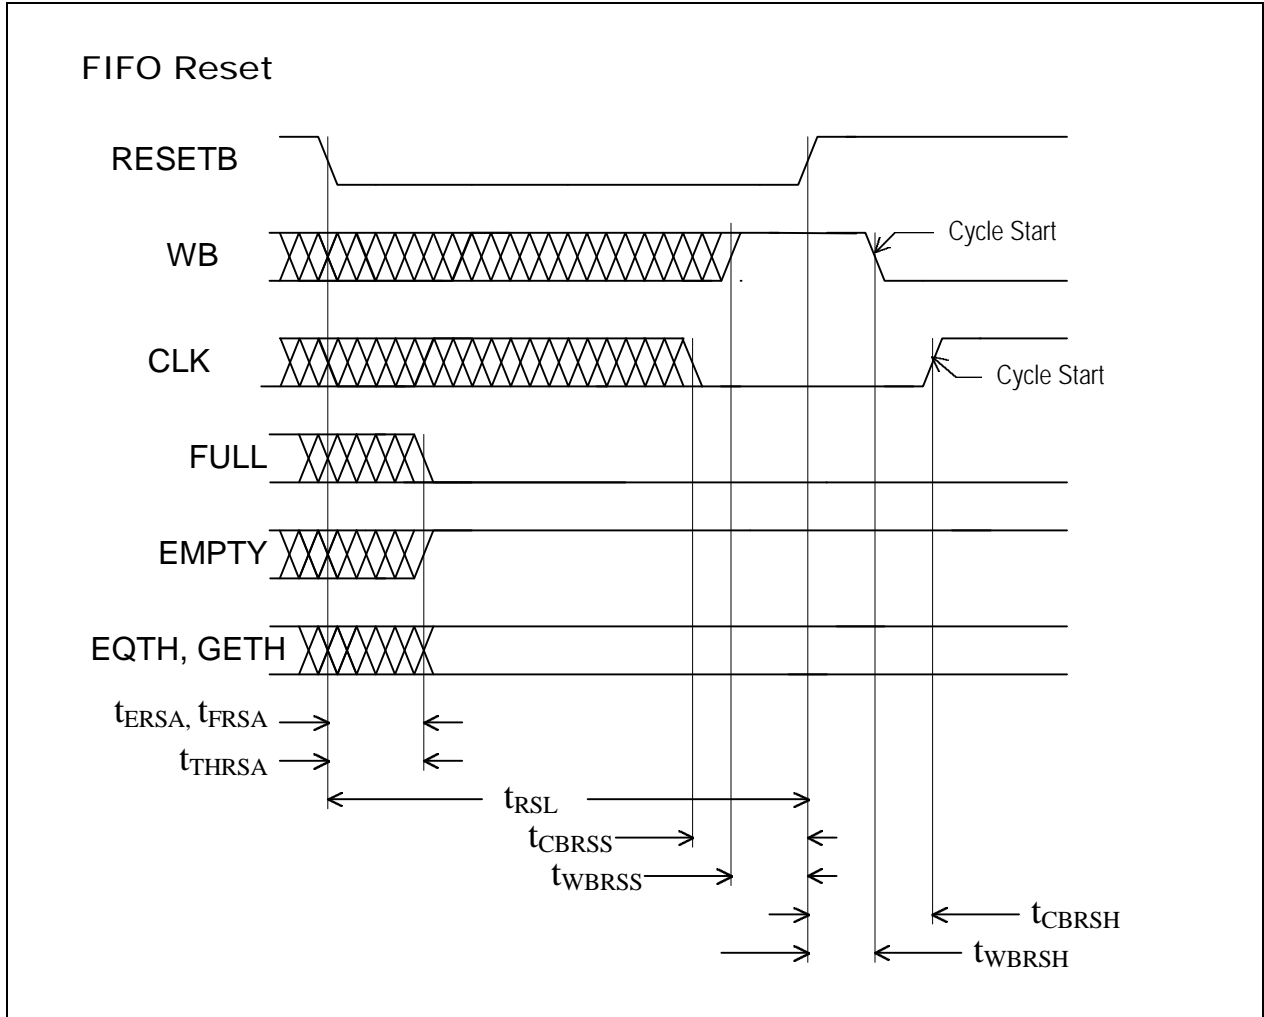 FIFO Reset
RESETB
WB
Cycle Start
CLK
Cycle Start
FULL
EMPTY
EQTH, GETH
tERSA, tFRSA
tTHRSA
tRSL
tCBRSS
tWBRSS
tCBRSH
tWBRSH